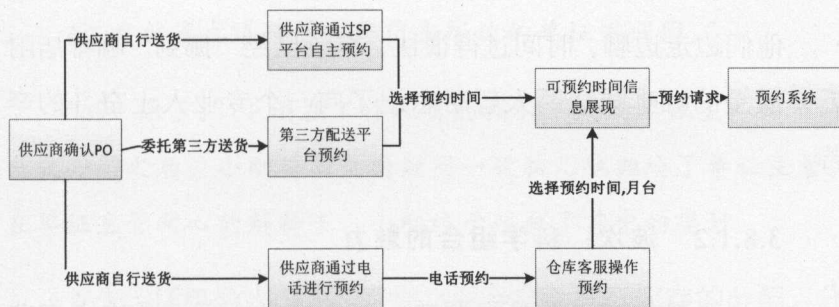 供应商自行送货
供应商通过SP
平台自主预约
选择预约时间
可预约时间信
息展现
预约请求
预约系统
供应商确认PO
委托第三方送货
第三方配送平
台预约
选择预约时间,月台
3.8.1.2
供应商自行送货
供应商通过电
话进行预约
电话预约
仓库客服操作
预约